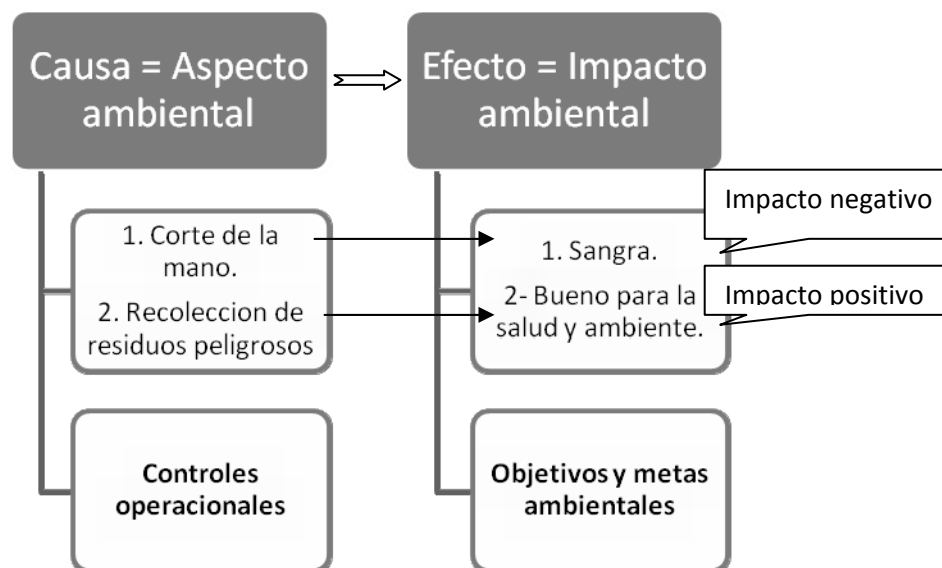 Causa = Aspecto
ambiental
Efecto = Impacto
ambiental
1. Corte de la
mano.
2. Recoleccion de
residuos peligrosos
1. Sangra.
2- Bueno para la
salud y ambiente.
Impacto negativo
Impacto positivo
Controles
operacionales
Objetivos y metas
ambientales